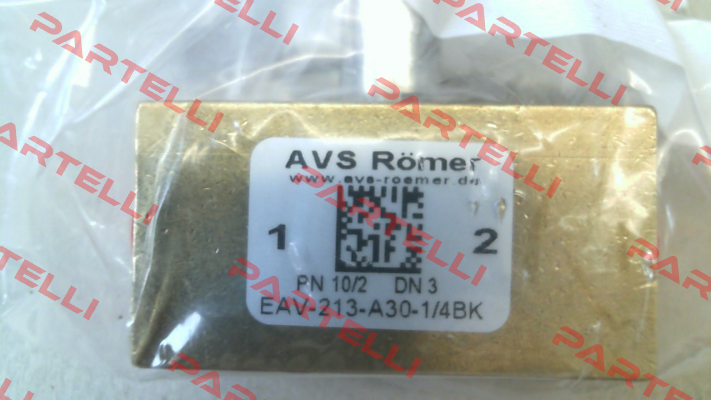 AVS Römer
www.avs-roemer.de
1 2
PN 10/2 DN 3
EAV-213-A30-1/4BK
PARTELLI
PARTELLI
PARTELLI
PARTELLI
PARTELLI
PARTELLI
PARTELLI
PARTELLI
PARTELLI